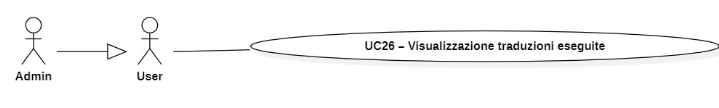 UC26 – Visualizzazione traduzioni eseguite
Admin
User